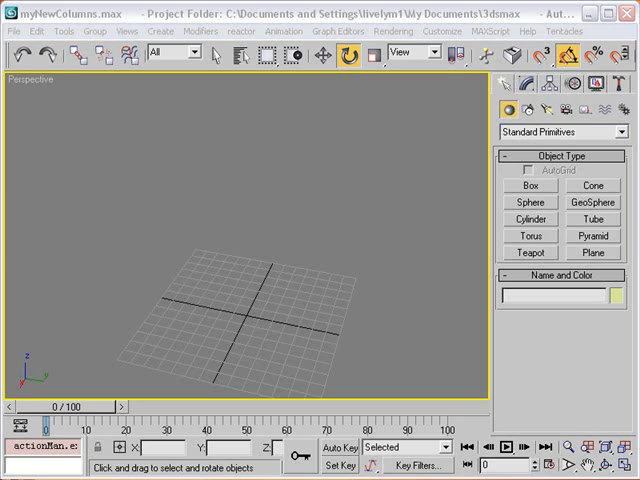 myNewColumns.max - Project Folder: C:\Documents and Settings\livelym1\My Documents\3dsmax - Aut...
File Edit Tools Group Views Create Modifiers reactor Animation Graph Editors Rendering Customize MAXScript Help Tentacles
All View 3 %
Perspective
Standard Primitives
- Object Type
AutoGrid
Box Cone
Sphere GeoSphere
Cylinder Tube
Torus Pyramid
Teapot Plane
- Name and Color
z
y
x
< 0 / 100 >
0 10 20 30 40 50 60 70 80 90 100
actionMan.e: X: Y: Z: Auto Key Selected
Click and drag to select and rotate objects Set Key Key Filters... 0